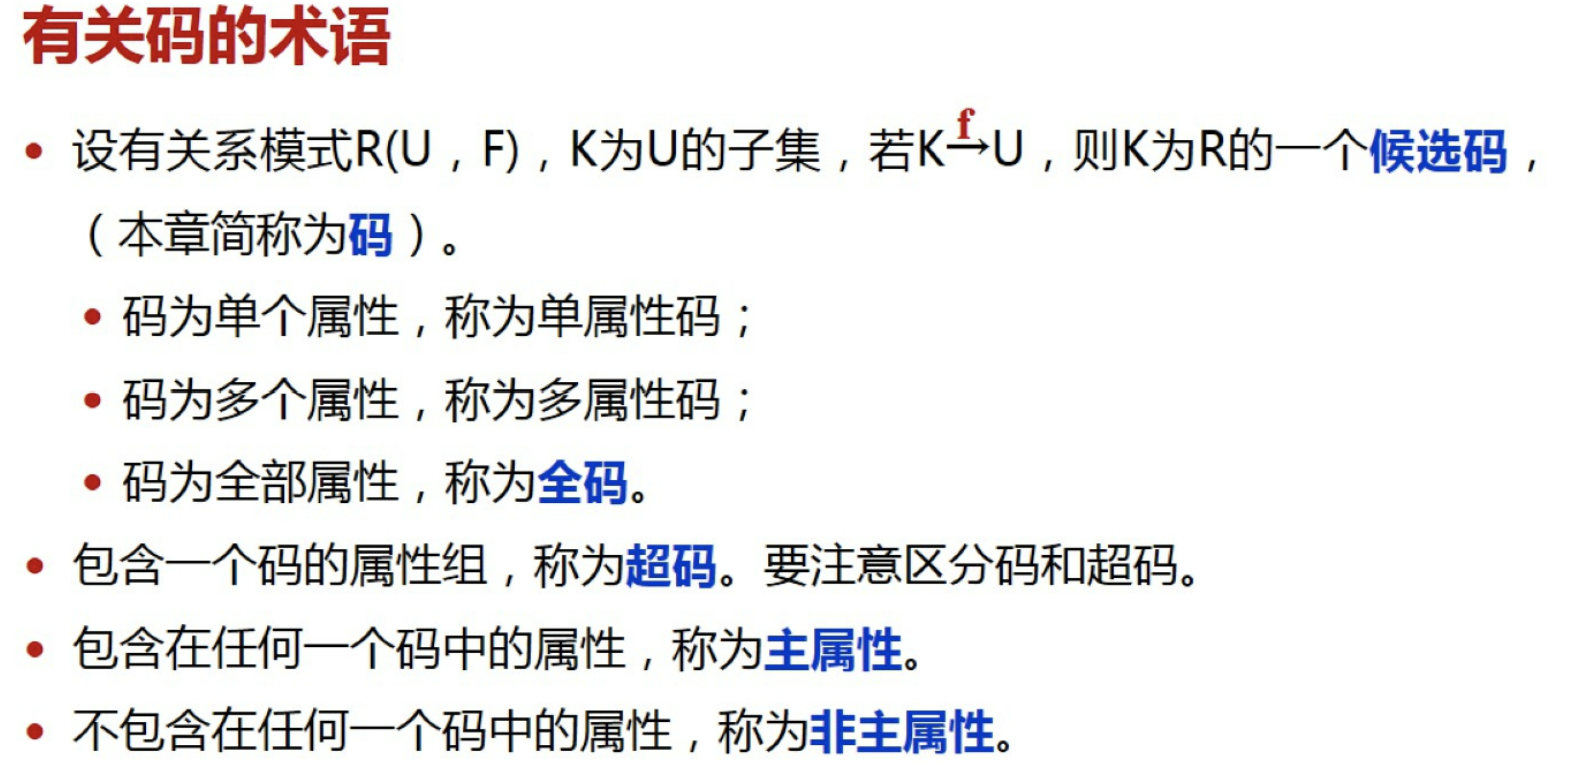 有关码的术语
• 设有关系模式R(U，F)，K为U的子集，若K-f→U，则K为R的一个候选码，
（本章简称为码）。
• 码为单个属性，称为单属性码；
• 码为多个属性，称为多属性码；
• 码为全部属性，称为全码。
• 包含一个码的属性组，称为超码。要注意区分码和超码。
• 包含在任何一个码中的属性，称为主属性。
• 不包含在任何一个码中的属性，称为非主属性。